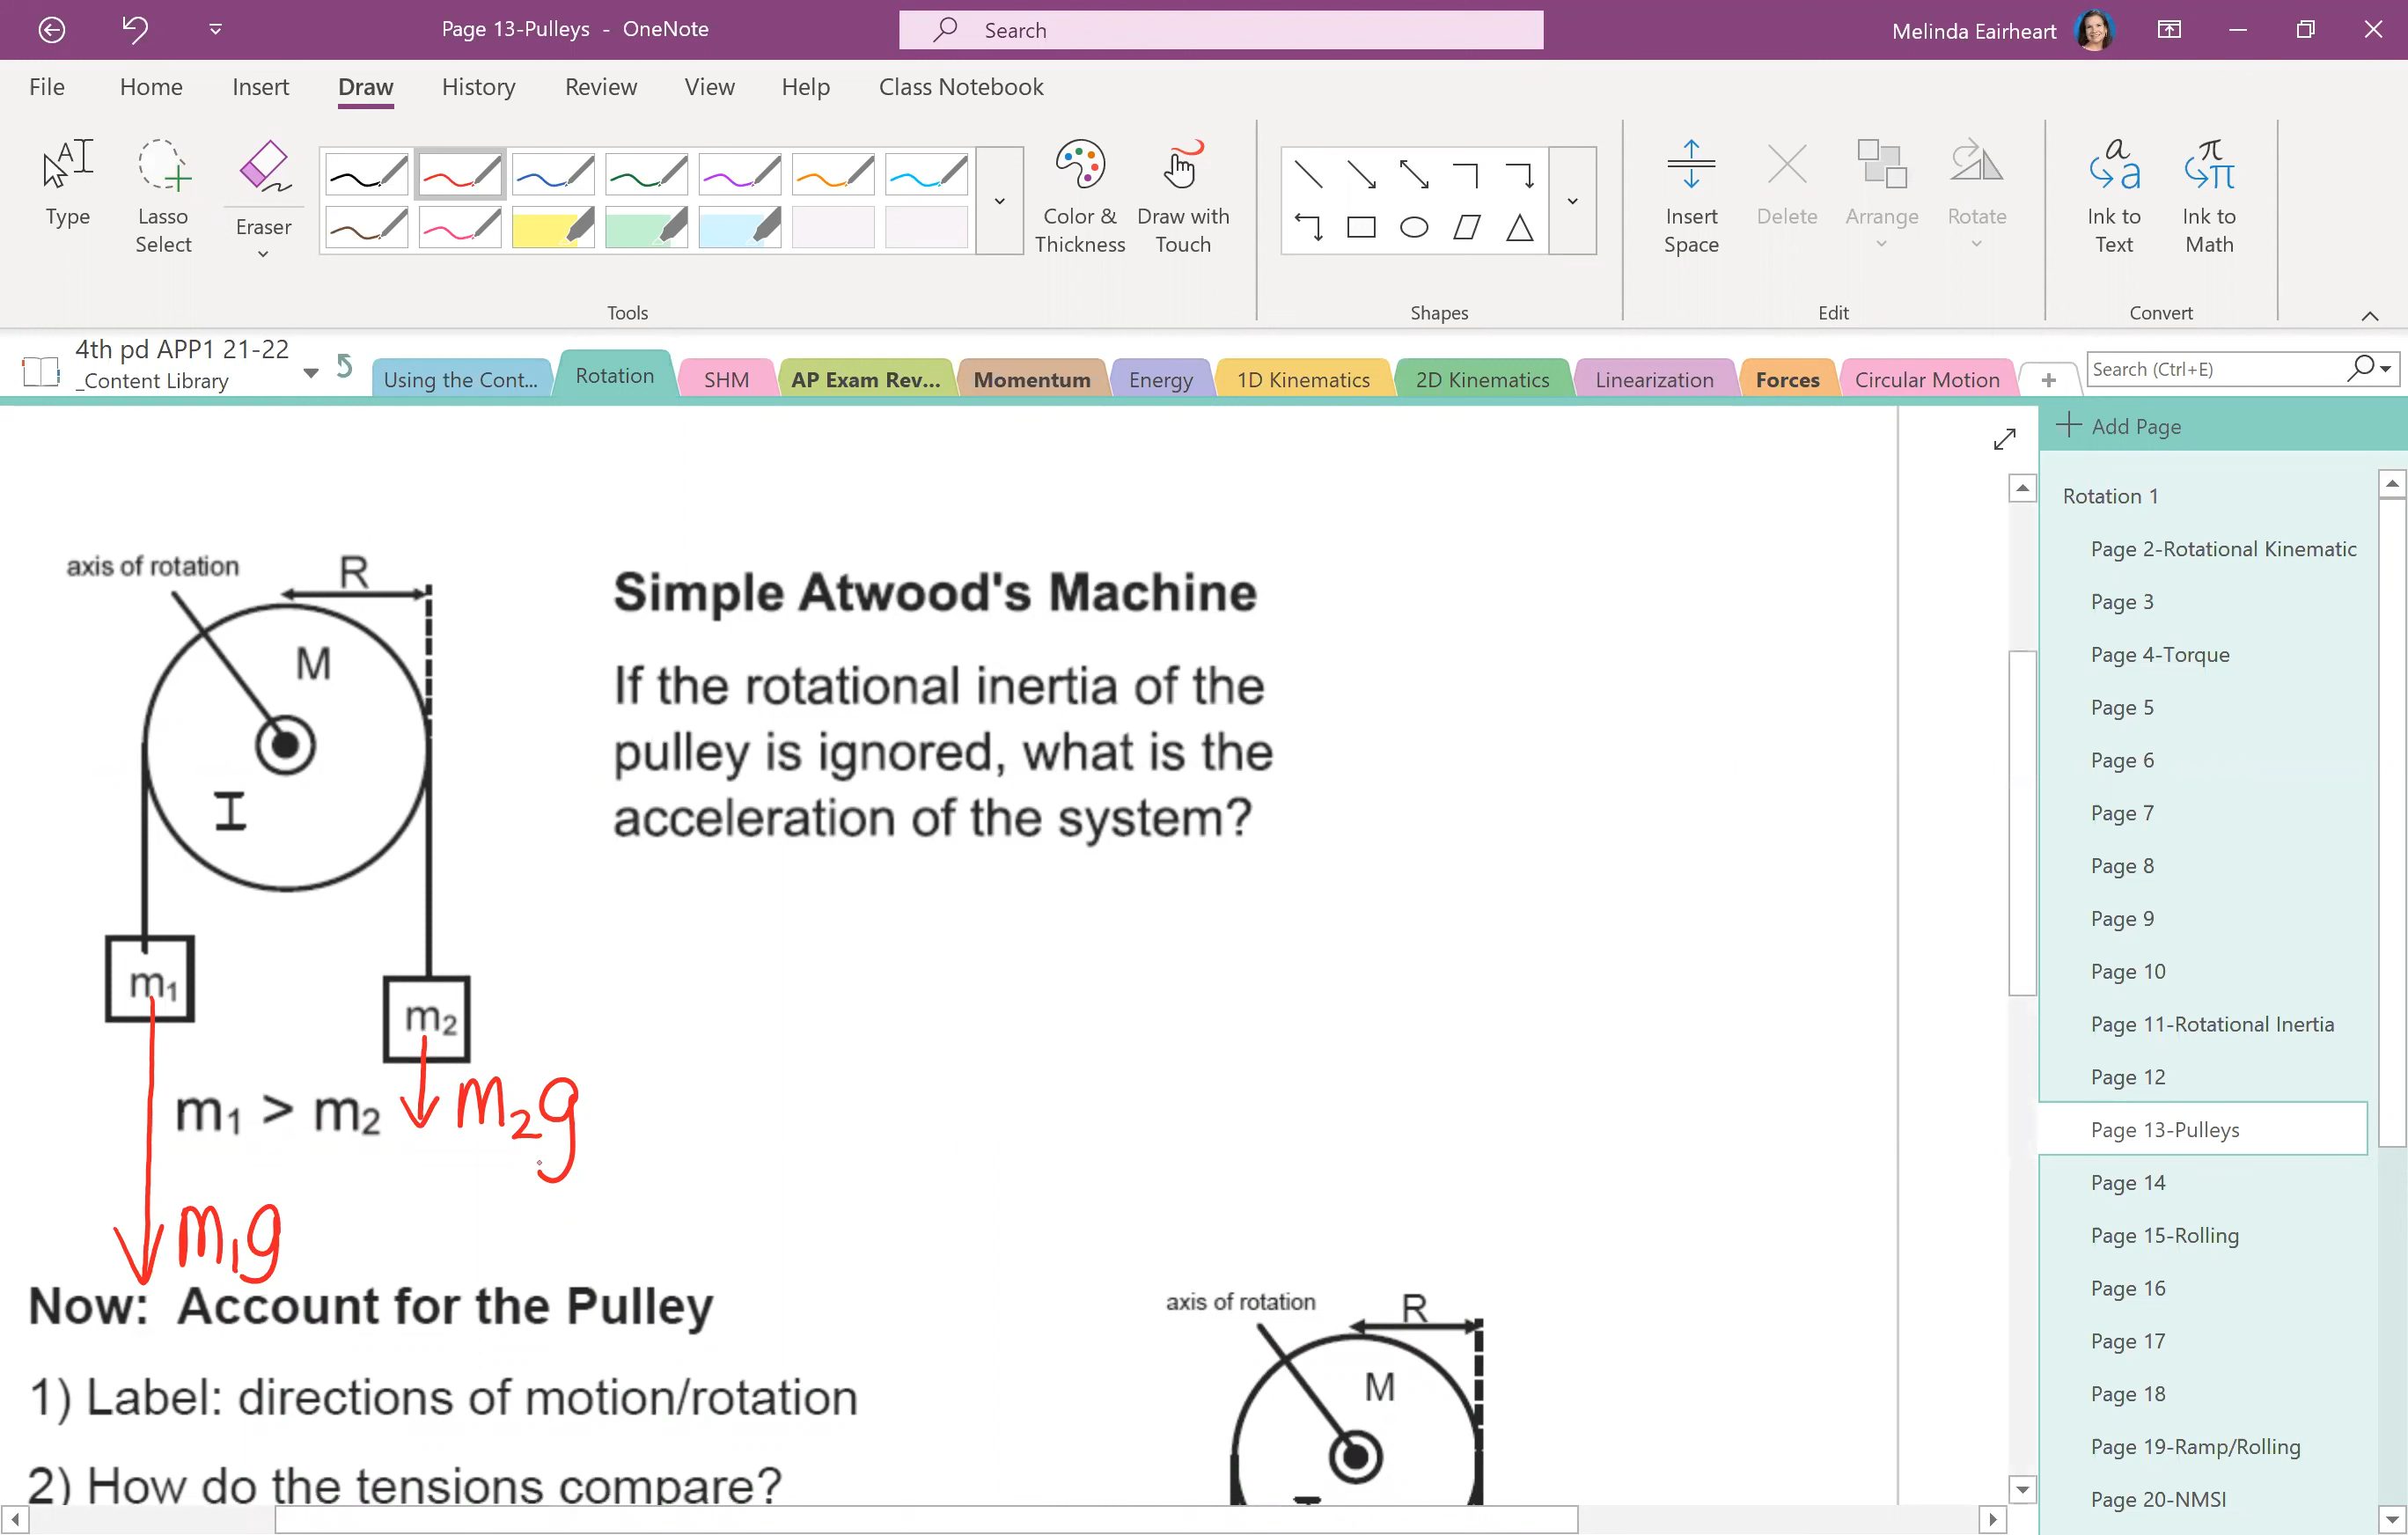 Page 13-Pulleys - OneNote
Search
Melinda Eairheart
File Home Insert Draw History Review View Help Class Notebook
Type
Lasso Select
Eraser
Color & Thickness
Draw with Touch
Insert Space
Delete
Arrange
Rotate
Ink to Text
Ink to Math
Tools
Shapes
Edit
Convert
4th pd APP1 21-22
_Content Library
Using the Cont... Rotation SHM AP Exam Rev... Momentum Energy 1D Kinematics 2D Kinematics Linearization Forces Circular Motion +
Search (Ctrl+E)
Add Page
Rotation 1
Page 2-Rotational Kinematic
Page 3
Page 4-Torque
Page 5
Page 6
Page 7
Page 8
Page 9
Page 10
Page 11-Rotational Inertia
Page 12
Page 13-Pulleys
Page 14
Page 15-Rolling
Page 16
Page 17
Page 18
Page 19-Ramp/Rolling
Page 20-NMSI
axis of rotation
R
M
I
m₁
m₂
m₁ > m₂
m₂g
m₁g
Simple Atwood's Machine
If the rotational inertia of the
pulley is ignored, what is the
acceleration of the system?
Now: Account for the Pulley
1) Label: directions of motion/rotation
2) How do the tensions compare?
axis of rotation
R
M